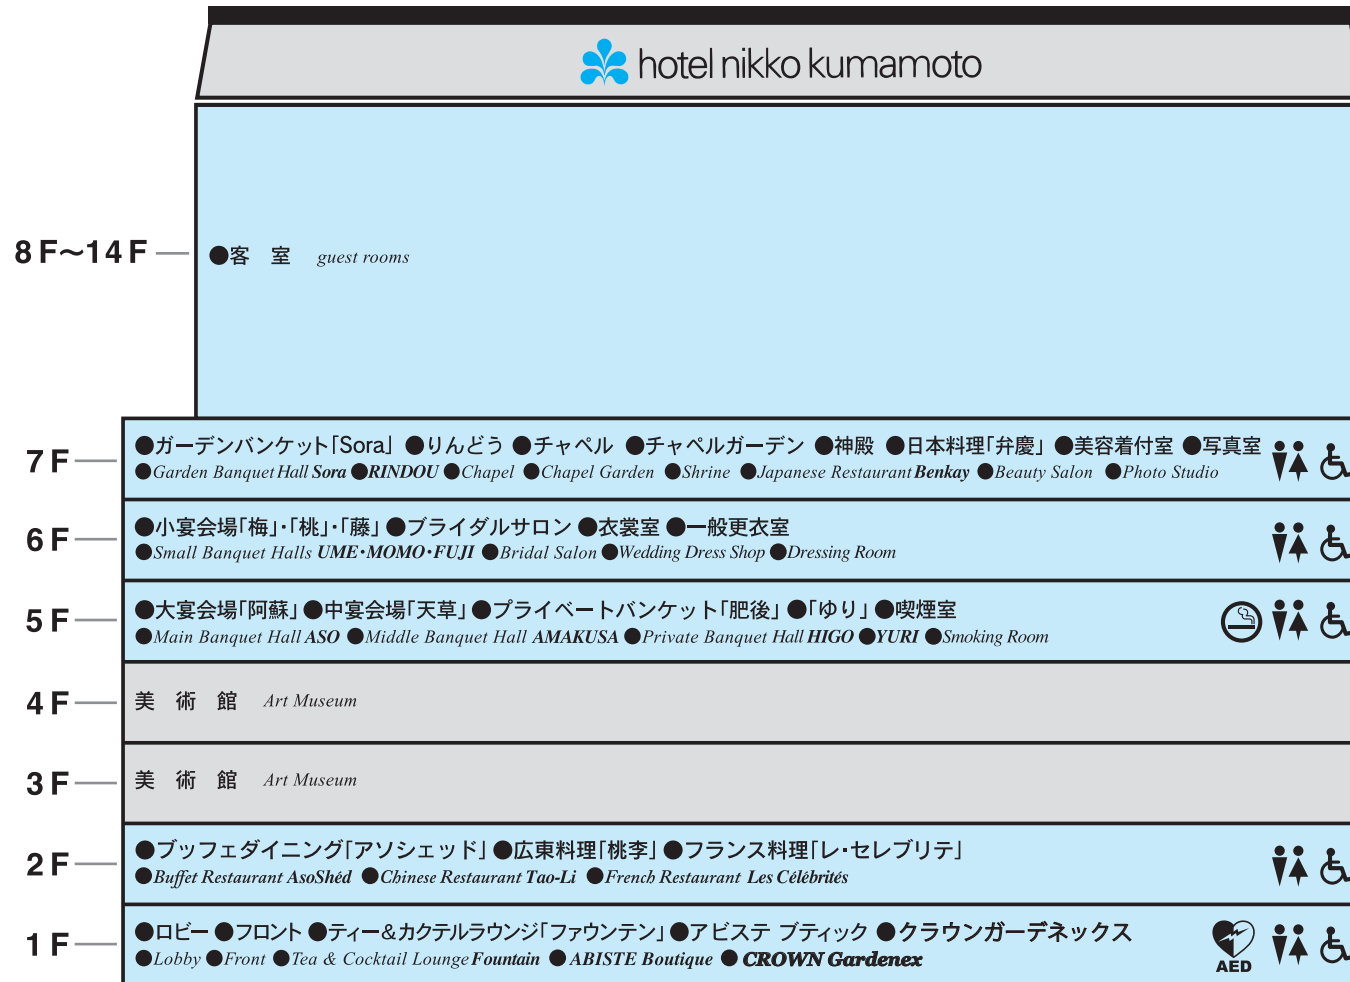 hotel nikko kumamoto
8F～14F
●客 室 guest rooms
7F
●ガーデンバンケット「Sora」 ●りんどう ●チャペル ●チャペルガーデン ●神殿 ●日本料理「弁慶」 ●美容着付室 ●写真室
●Garden Banquet Hall Sora ●RINDOU ●Chapel ●Chapel Garden ●Shrine ●Japanese Restaurant Benkay ●Beauty Salon ●Photo Studio
6F
●小宴会場「梅」・「桃」・「藤」 ●ブライダルサロン ●衣裳室 ●一般更衣室
●Small Banquet Halls UME・MOMO・FUJI ●Bridal Salon ●Wedding Dress Shop ●Dressing Room
5F
●大宴会場「阿蘇」 ●中宴会場「天草」 ●プライベートバンケット「肥後」 ●「ゆり」 ●喫煙室
●Main Banquet Hall ASO ●Middle Banquet Hall AMAKUSA ●Private Banquet Hall HIGO ●YURI ●Smoking Room
4F
美 術 館 Art Museum
3F
美 術 館 Art Museum
2F
●ブッフェダイニング「アソシェッド」 ●広東料理「桃李」 ●フランス料理「レ・セレブリテ」
●Buffet Restaurant AsoShéd ●Chinese Restaurant Tao-Li ●French Restaurant Les Célébrités
1F
●ロビー ●フロント ●ティー&カクテルラウンジ「ファウンテン」 ●アビステ ブティック ●クラウンガーデネックス
●Lobby ●Front ●Tea & Cocktail Lounge Fountain ●ABISTE Boutique ●CROWN Gardenex
AED